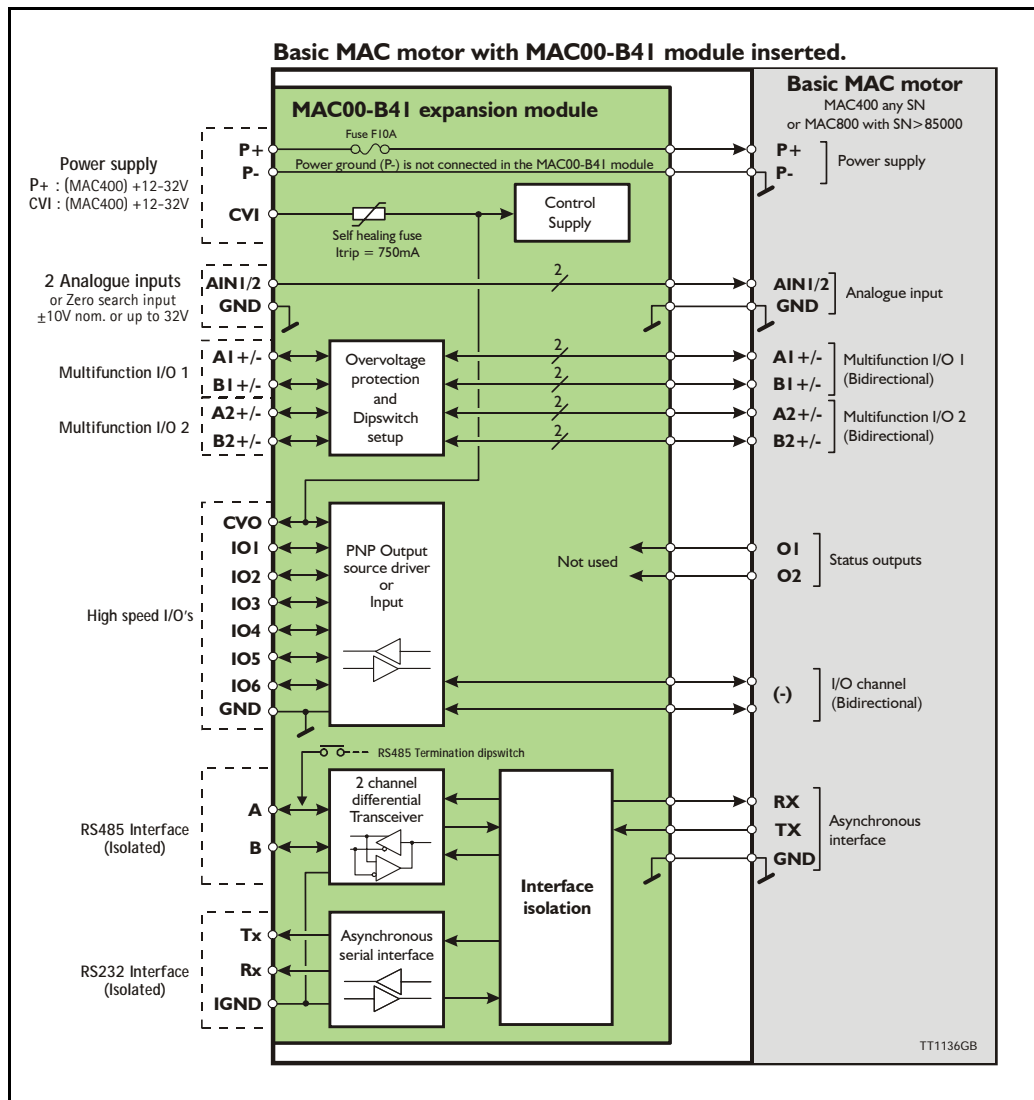 Basic MAC motor with MAC00-B41 module inserted.
MAC00-B41 expansion module
Basic MAC motor
MAC400 any SN
or MAC800 with SN>85000
Power supply
P+ : (MAC400) +12-32V
CVI : (MAC400) +12-32V
P+
P-
CVI
Fuse F10A
Power ground (P-) is not connected in the MAC00-B41 module
Self healing fuse
Itrip = 750mA
Control
Supply
P+
P-
Power supply
2 Analogue inputs
or Zero search input
±10V nom. or up to 32V
AIN1/2
GND
2
AIN1/2
GND
Analogue input
Multifunction I/O 1
Multifunction I/O 2
A1+/-
B1+/-
A2+/-
B2+/-
Overvoltage
protection
and
Dipswitch
setup
2
2
2
2
A1+/-
B1+/-
A2+/-
B2+/-
Multifunction I/O 1
(Bidirectional)
Multifunction I/O 2
(Bidirectional)
High speed I/O's
CVO
IO1
IO2
IO3
IO4
IO5
IO6
GND
PNP Output
source driver
or
Input
Not used
O1
O2
Status outputs
(-)
I/O channel
(Bidirectional)
RS485 Termination dipswitch
RS485 Interface
(Isolated)
A
B
2 channel
differential
Transceiver
Interface
isolation
RX
TX
GND
Asynchronous
interface
RS232 Interface
(Isolated)
Tx
Rx
IGND
Asynchronous
serial interface
TT1136GB